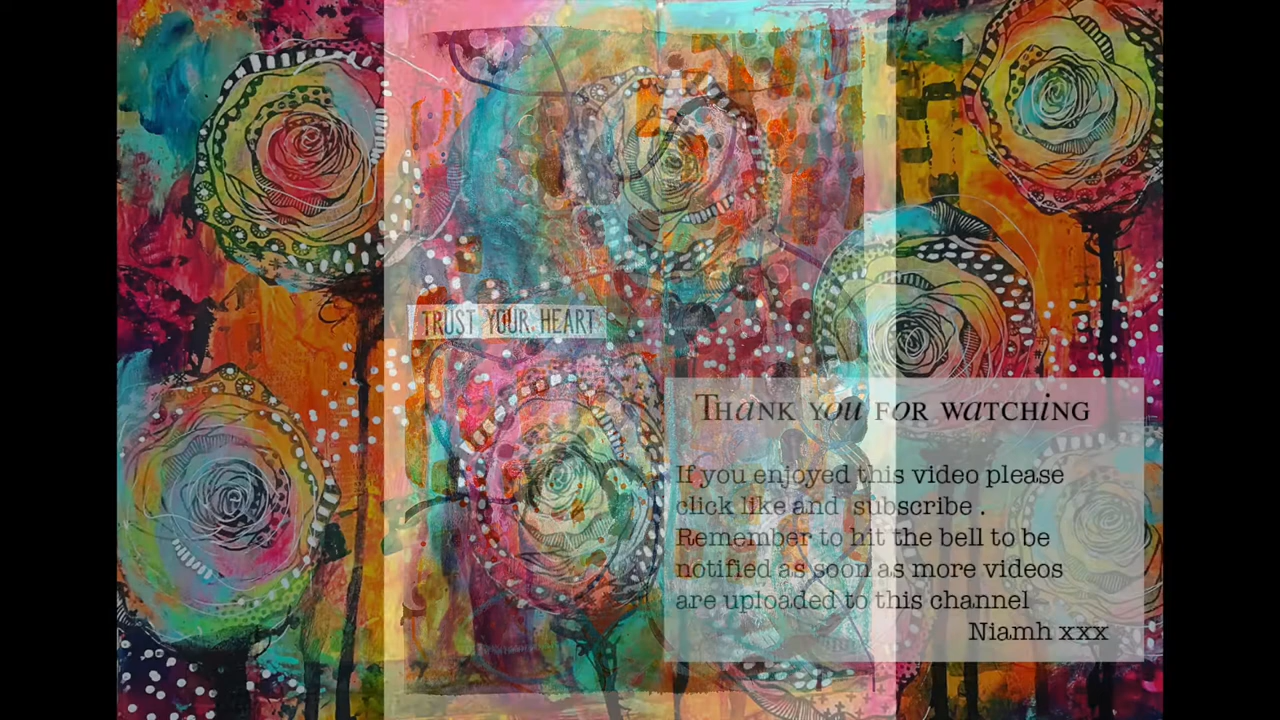 TRUST YOUR HEART
THANK YOU FOR WATCHING
If you enjoyed this video please
click like and subscribe .
Remember to hit the bell to be
notified as soon as more videos
are uploaded to this channel
Niamh xxx